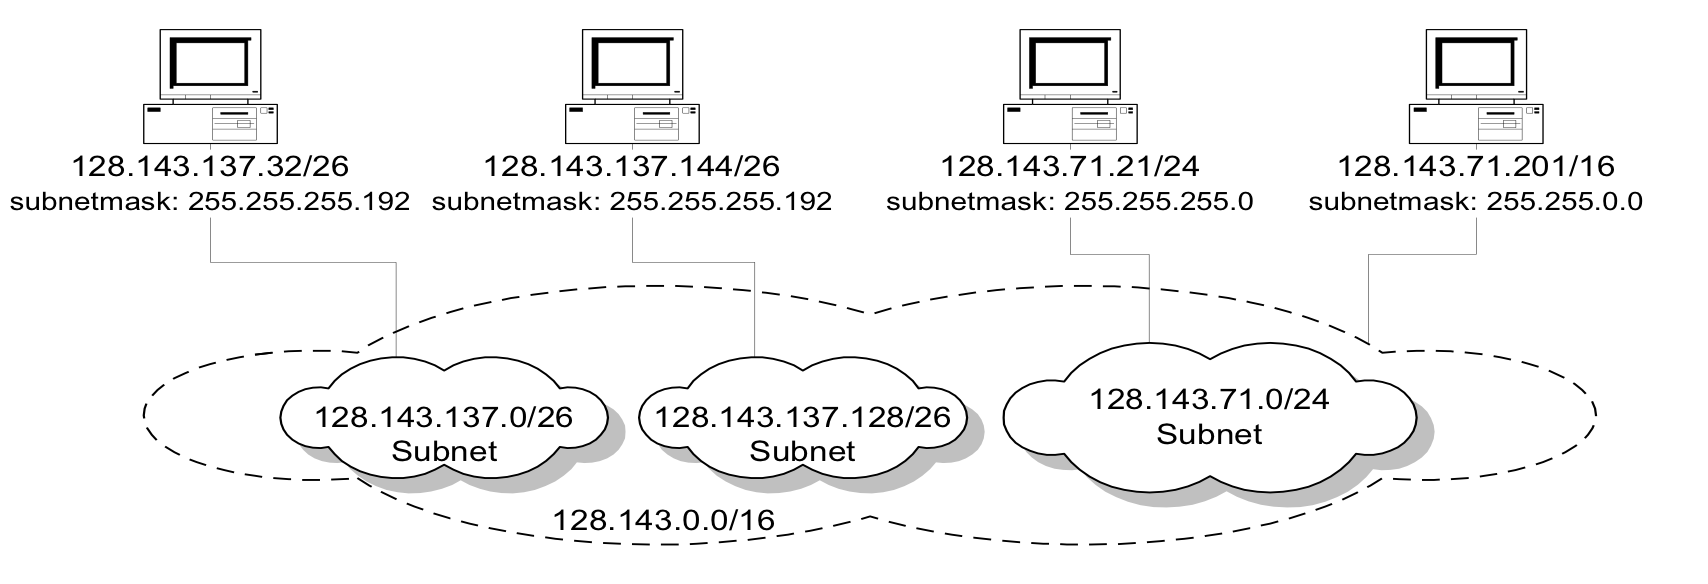 128.143.137.32/26
subnetmask: 255.255.255.192
128.143.137.144/26
subnetmask: 255.255.255.192
128.143.71.21/24
subnetmask: 255.255.255.0
128.143.71.201/16
subnetmask: 255.255.0.0
128.143.137.0/26
Subnet
128.143.137.128/26
Subnet
128.143.71.0/24
Subnet
128.143.0.0/16